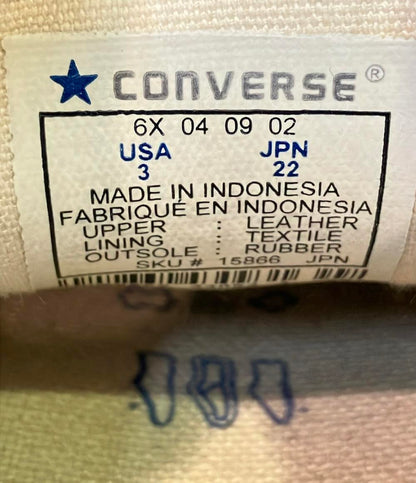 CONVERSE®
6X 04 09 02
USA JPN
3 22
MADE IN INDONESIA
FABRIQUÉ EN INDONESIA
UPPER : LEATHER
LINING : TEXTILE
OUTSOLE : RUBBER
SKU # 15866 JPN